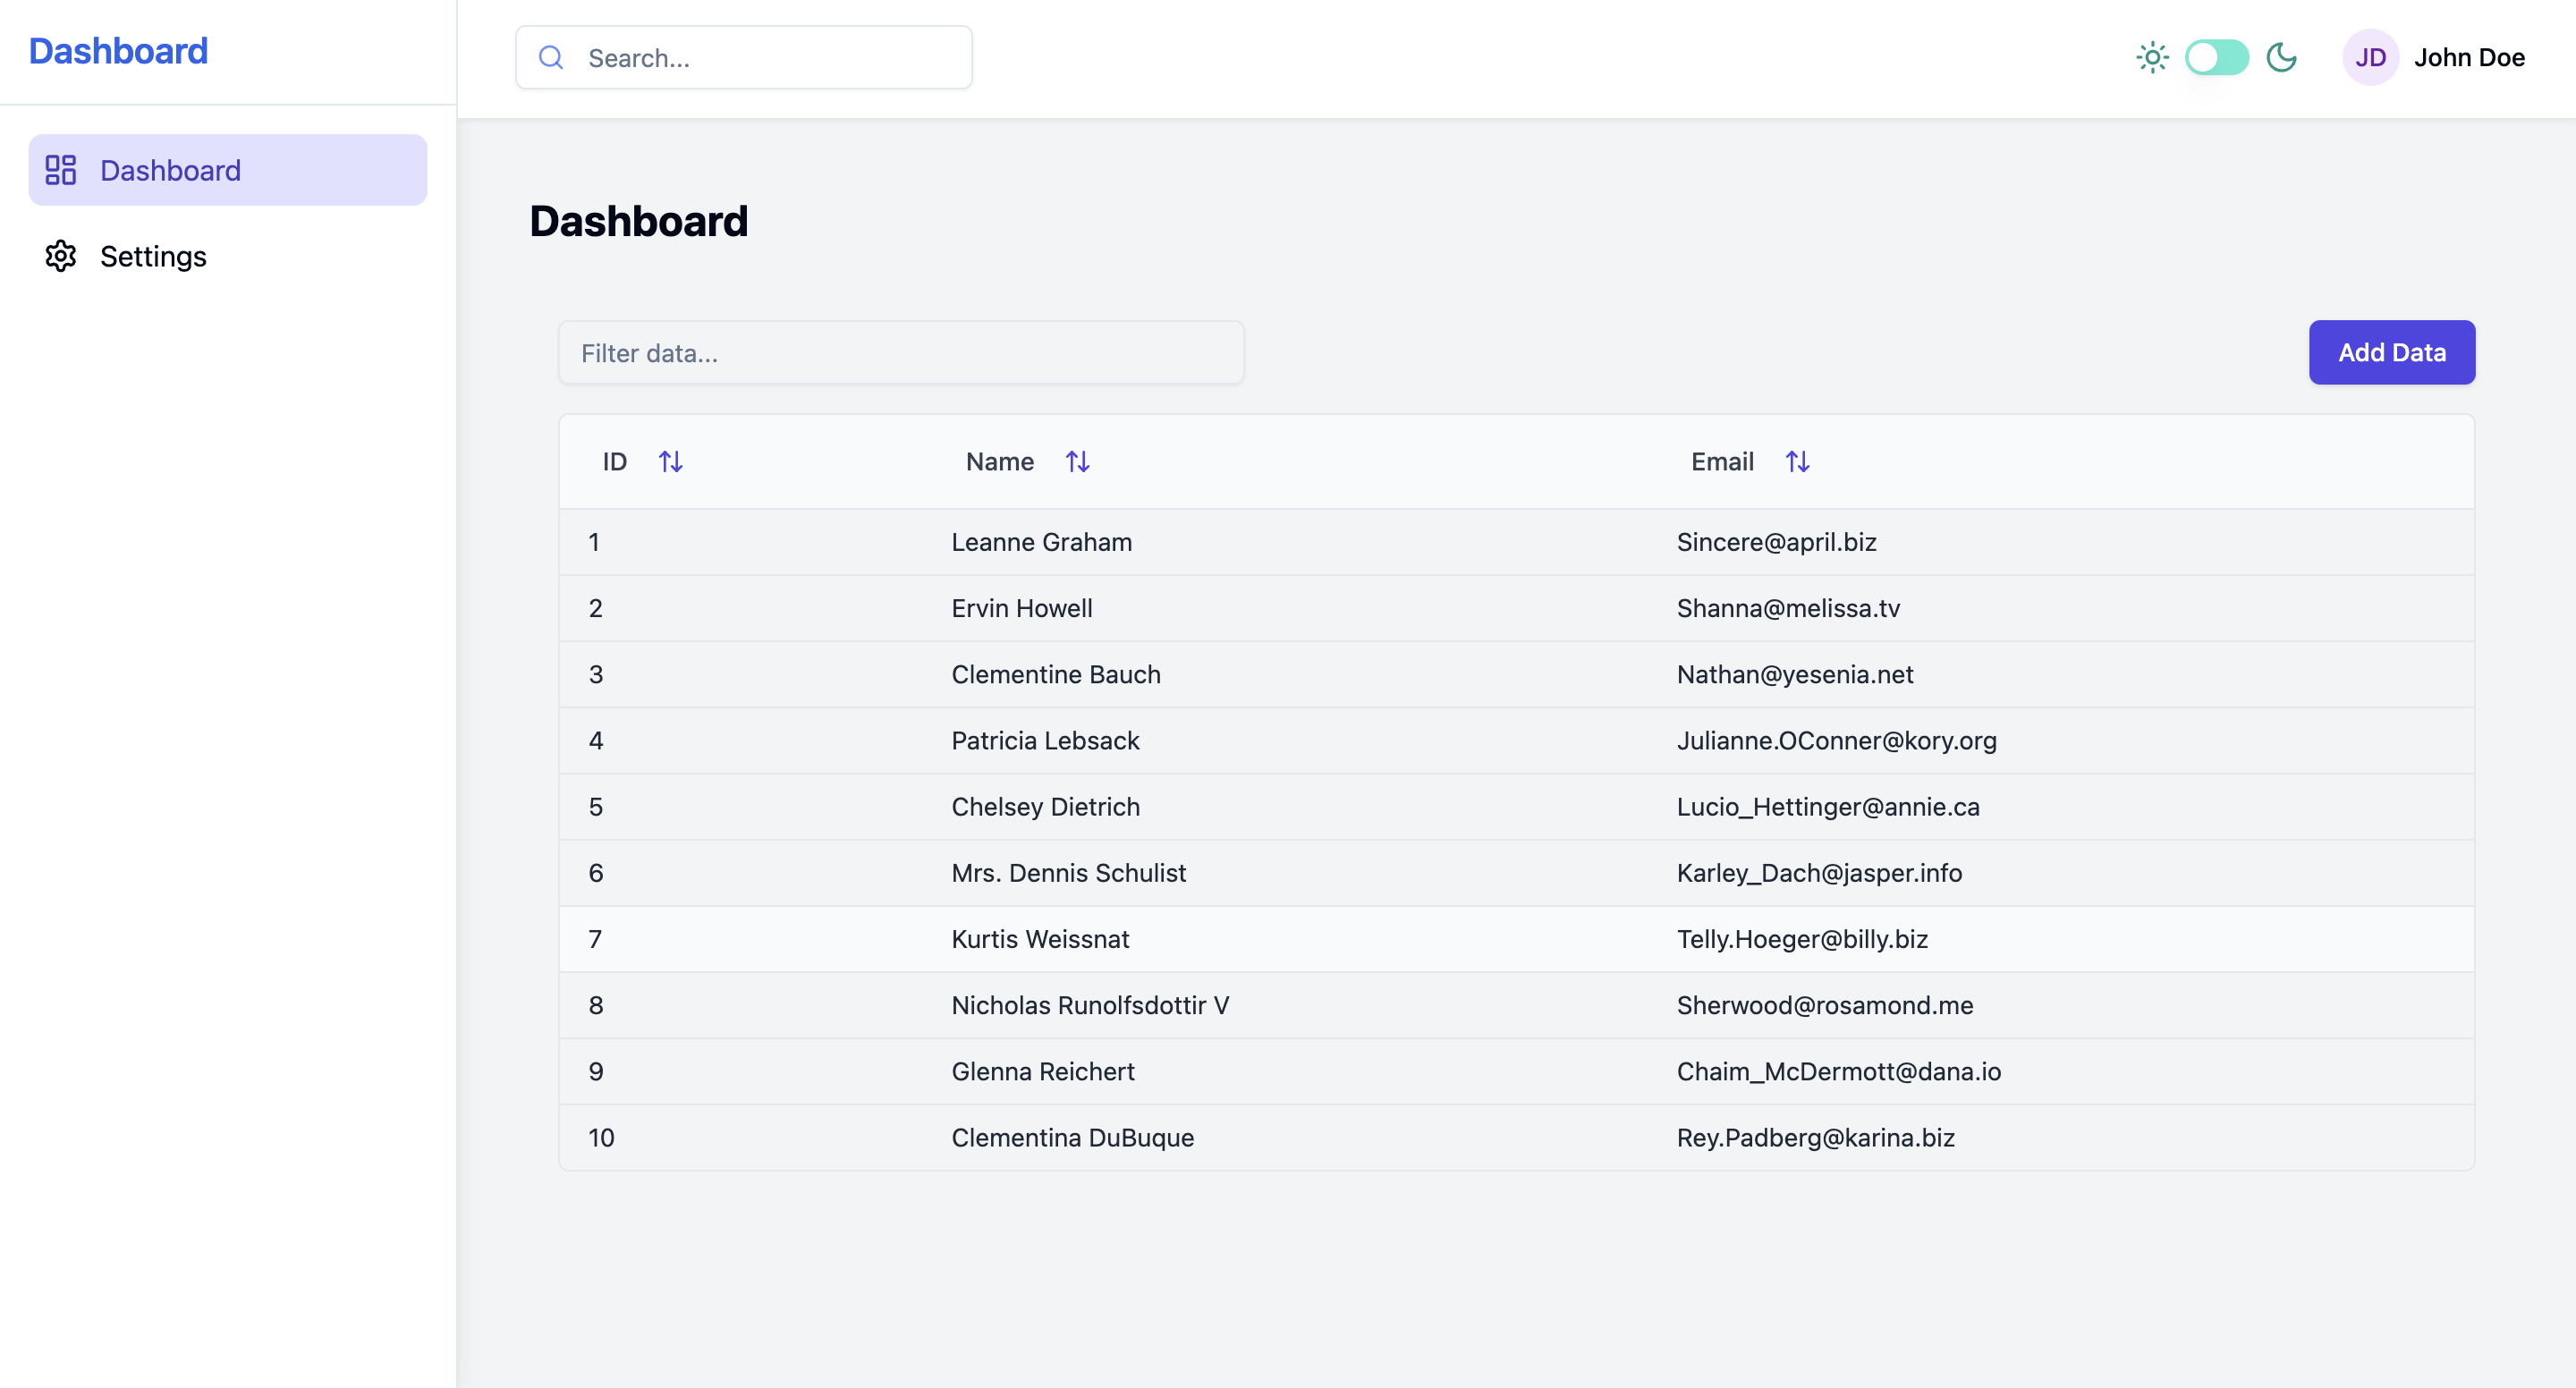 Dashboard
Search...
JD John Doe
Dashboard
Settings
Dashboard
Filter data...
Add Data
ID Name Email
1 Leanne Graham Sincere@april.biz
2 Ervin Howell Shanna@melissa.tv
3 Clementine Bauch Nathan@yesenia.net
4 Patricia Lebsack Julianne.OConner@kory.org
5 Chelsey Dietrich Lucio_Hettinger@annie.ca
6 Mrs. Dennis Schulist Karley_Dach@jasper.info
7 Kurtis Weissnat Telly.Hoeger@billy.biz
8 Nicholas Runolfsdottir V Sherwood@rosamond.me
9 Glenna Reichert Chaim_McDermott@dana.io
10 Clementina DuBuque Rey.Padberg@karina.biz